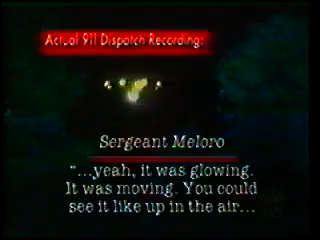 Actual 911 Dispatch Recording:
Sergeant Meloro
"...yeah, it was glowing.
It was moving. You could
see it like up in the air...